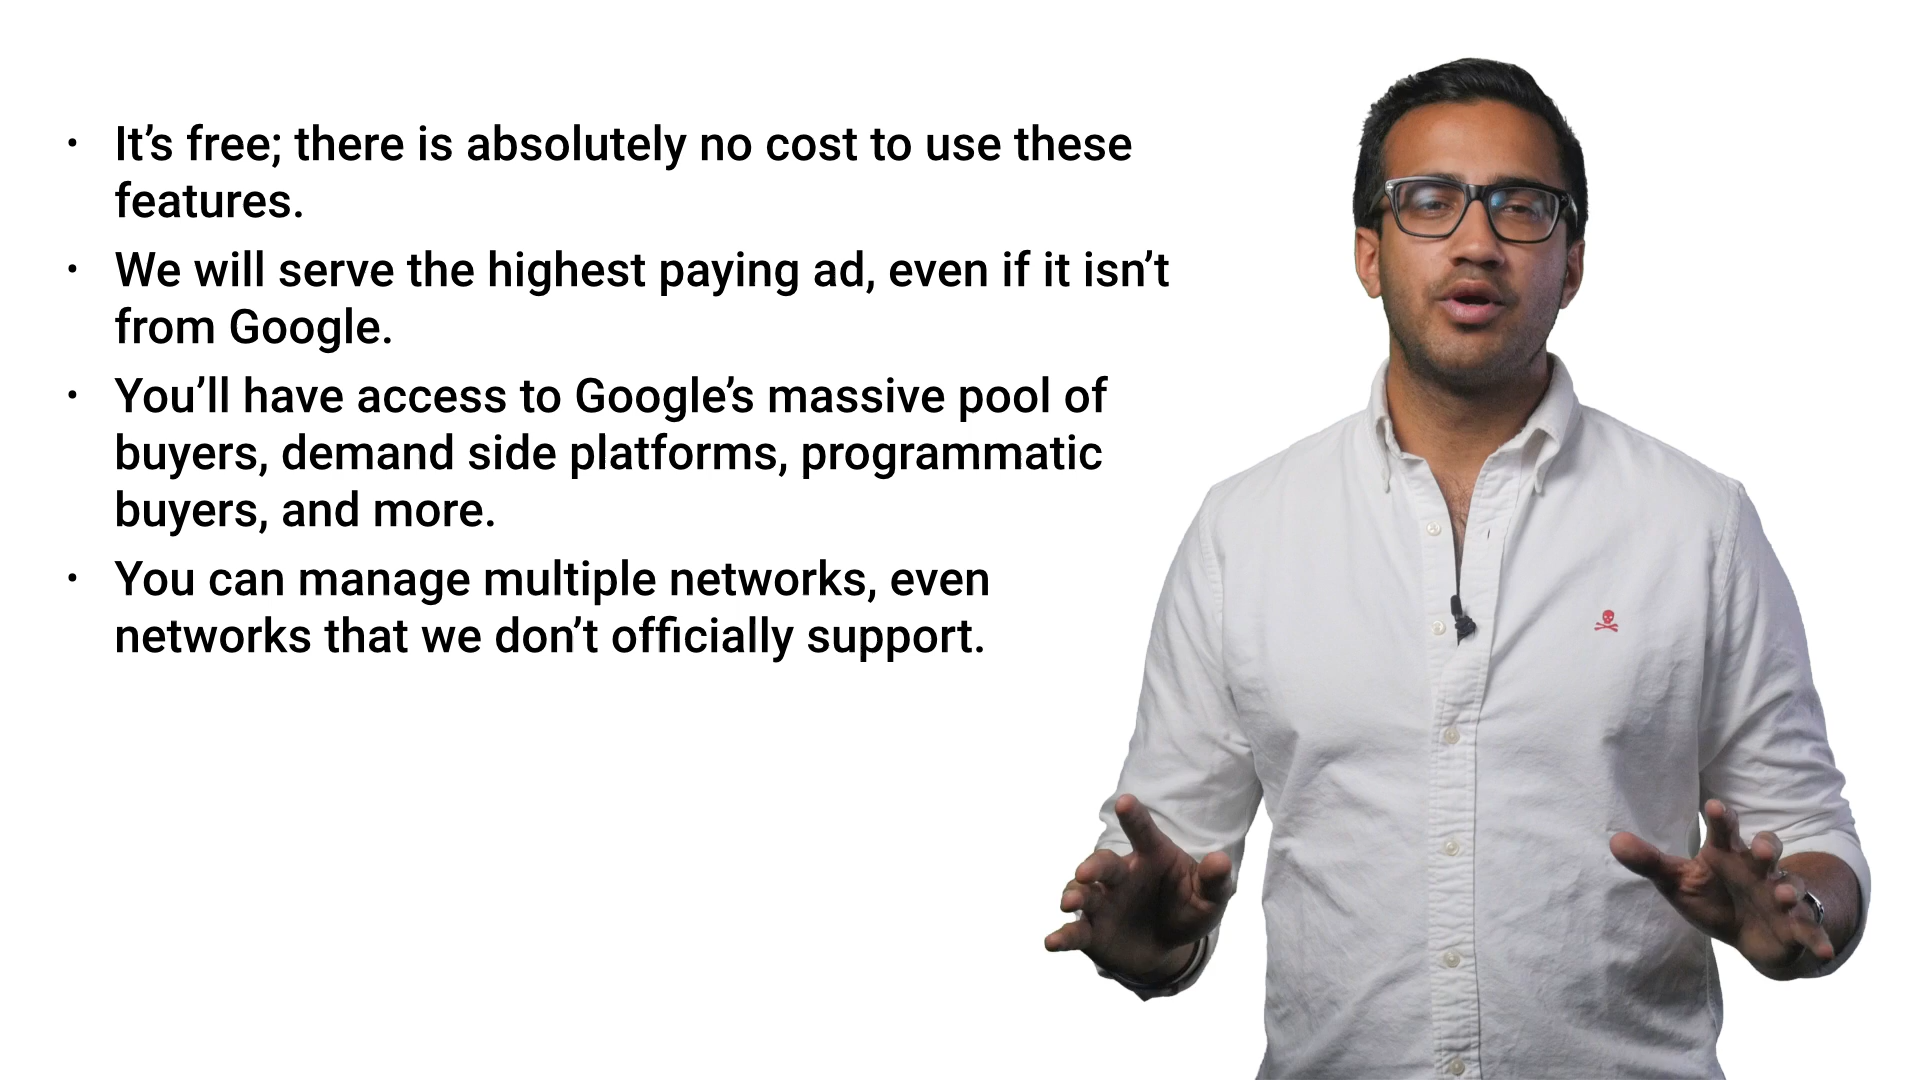 • It’s free; there is absolutely no cost to use these
features.
• We will serve the highest paying ad, even if it isn’t
from Google.
• You’ll have access to Google’s massive pool of
buyers, demand side platforms, programmatic
buyers, and more.
• You can manage multiple networks, even
networks that we don’t officially support.